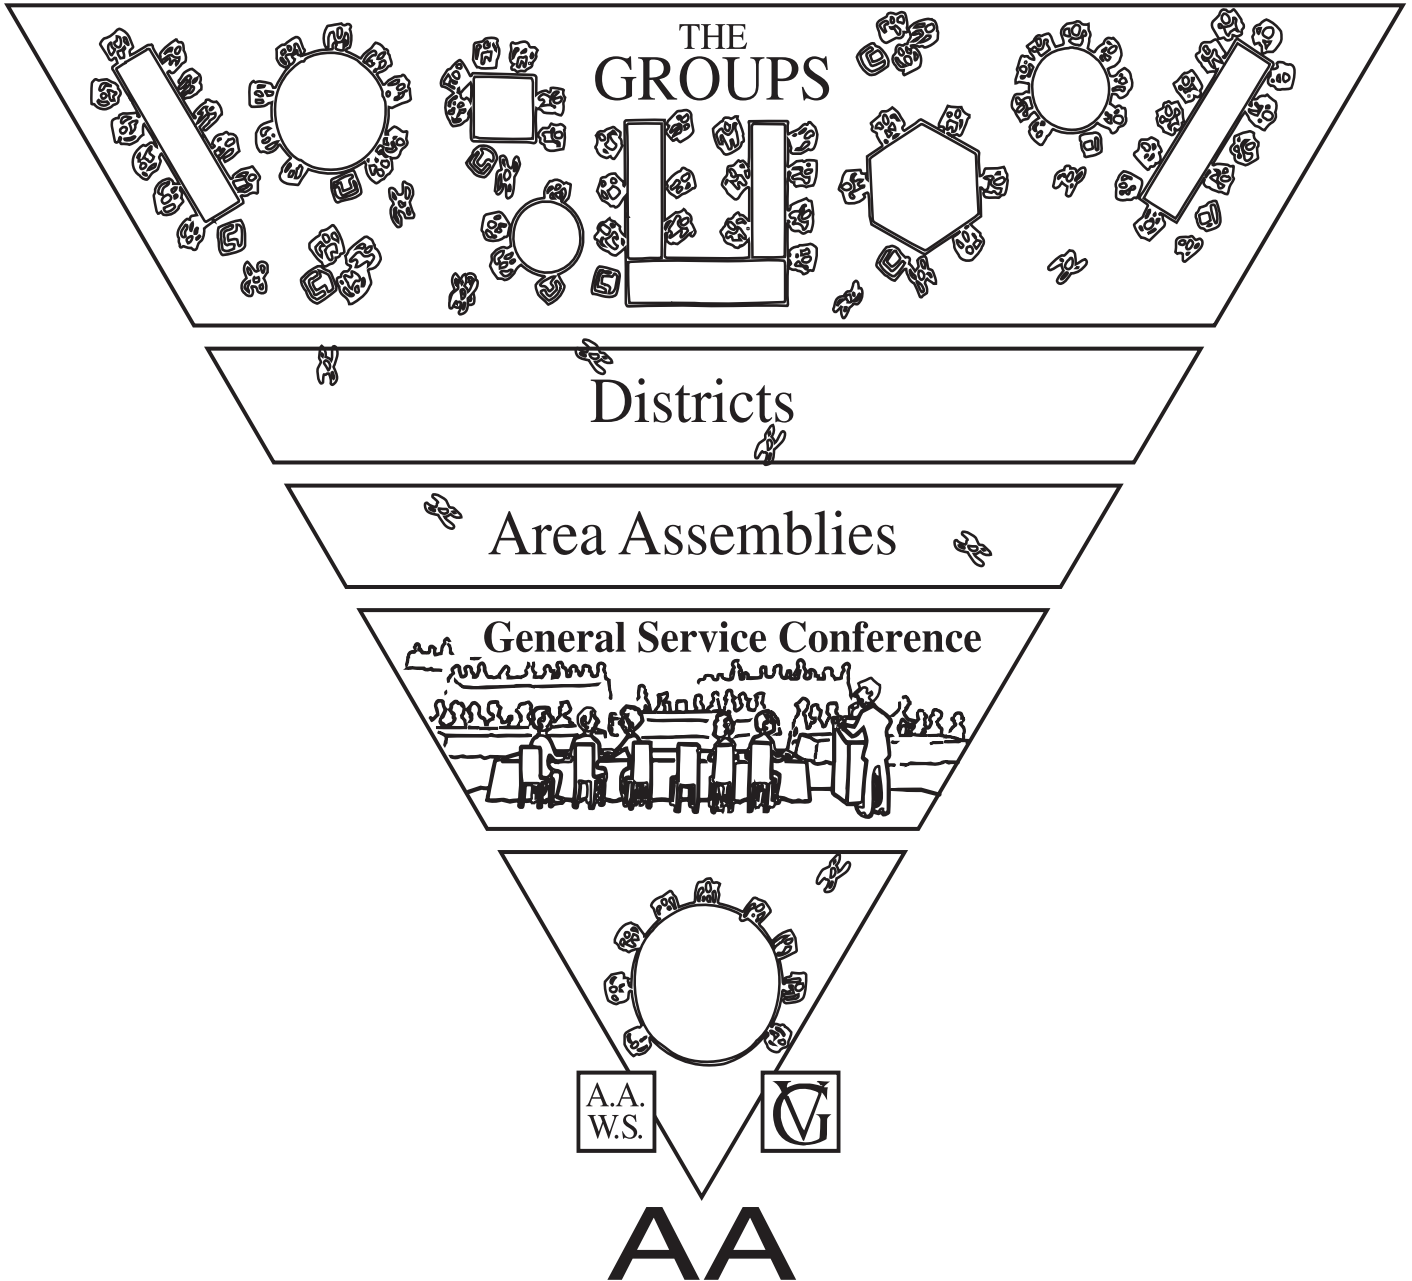 THE
GROUPS
Districts
Area Assemblies
General Service Conference
A.A.
W.S.
GV
AA